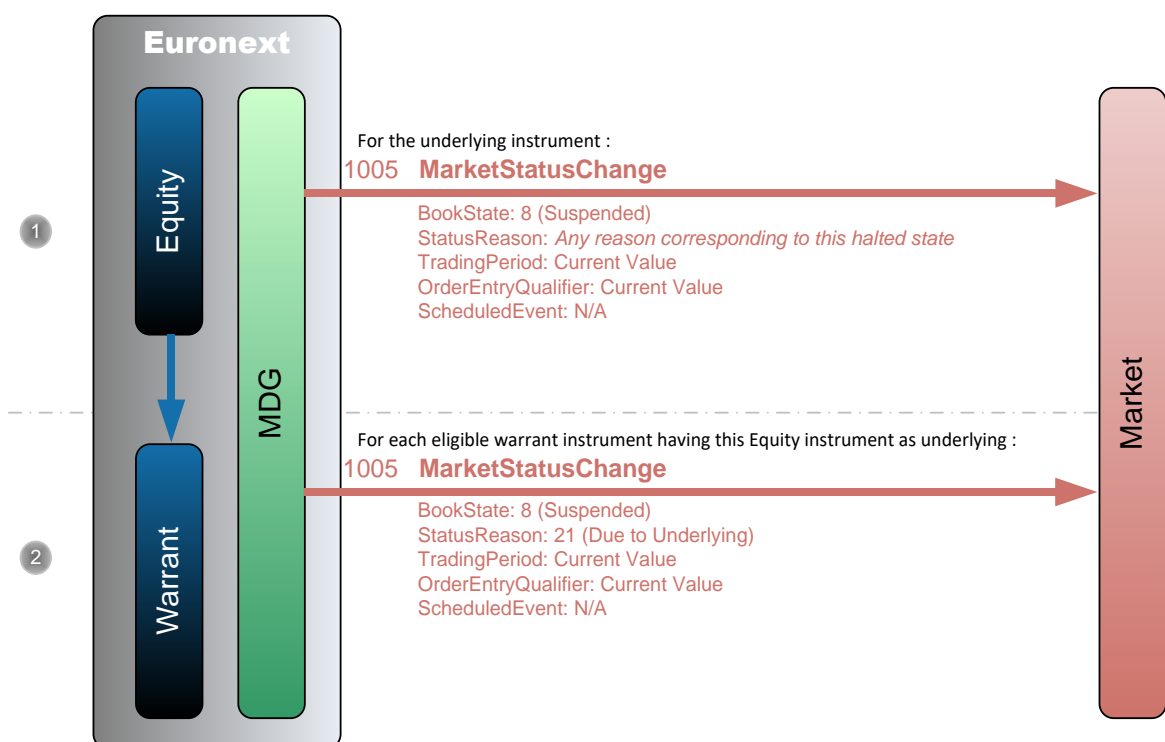 Euronext
Equity
MDG
Market
1
For the underlying instrument :
1005 MarketStatusChange
BookState: 8 (Suspended)
StatusReason: Any reason corresponding to this halted state
TradingPeriod: Current Value
OrderEntryQualifier: Current Value
ScheduledEvent: N/A
2
Warrant
For each eligible warrant instrument having this Equity instrument as underlying :
1005 MarketStatusChange
BookState: 8 (Suspended)
StatusReason: 21 (Due to Underlying)
TradingPeriod: Current Value
OrderEntryQualifier: Current Value
ScheduledEvent: N/A